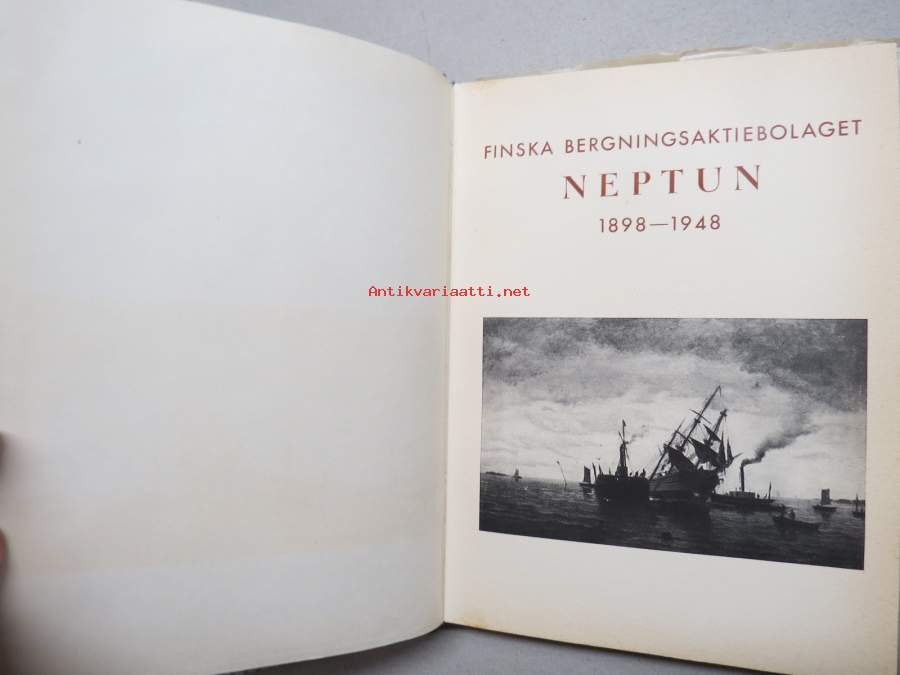 FINSKA BERGNINGSAKTIEBOLAGET
NEPTUN
1898—1948
Antikvariaatti.net